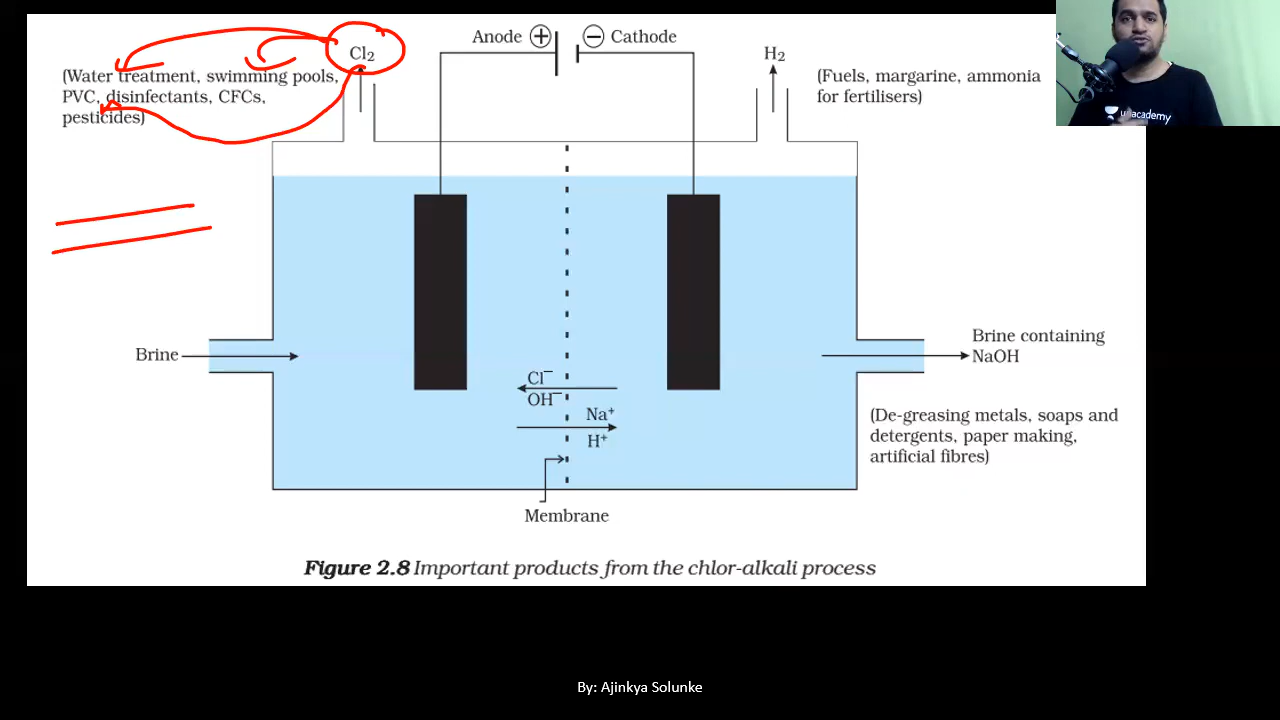 Anode + − Cathode
Cl2
H2
(Water treatment, swimming pools,
PVC, disinfectants, CFCs,
pesticides)
(Fuels, margarine, ammonia
for fertilisers)
unacademy
Brine
Brine containing
NaOH
Cl⁻
OH⁻
Na⁺
H⁺
(De-greasing metals, soaps and
detergents, paper making,
artificial fibres)
Membrane
Figure 2.8 Important products from the chlor-alkali process
By: Ajinkya Solunke